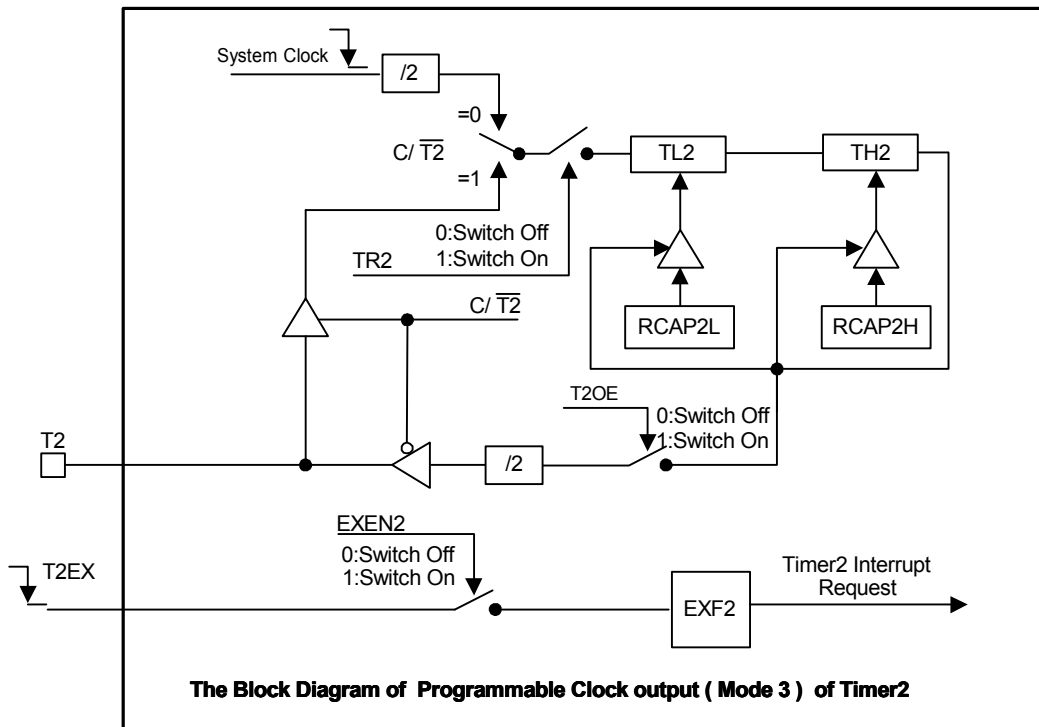 System Clock
/2
=0
C/ T2
=1
TL2
TH2
0:Switch Off
1:Switch On
TR2
C/ T2
RCAP2L
RCAP2H
T2OE
0:Switch Off
1:Switch On
T2
/2
EXEN2
0:Switch Off
1:Switch On
T2EX
EXF2
Timer2 Interrupt
Request
The Block Diagram of Programmable Clock output ( Mode 3 ) of Timer2